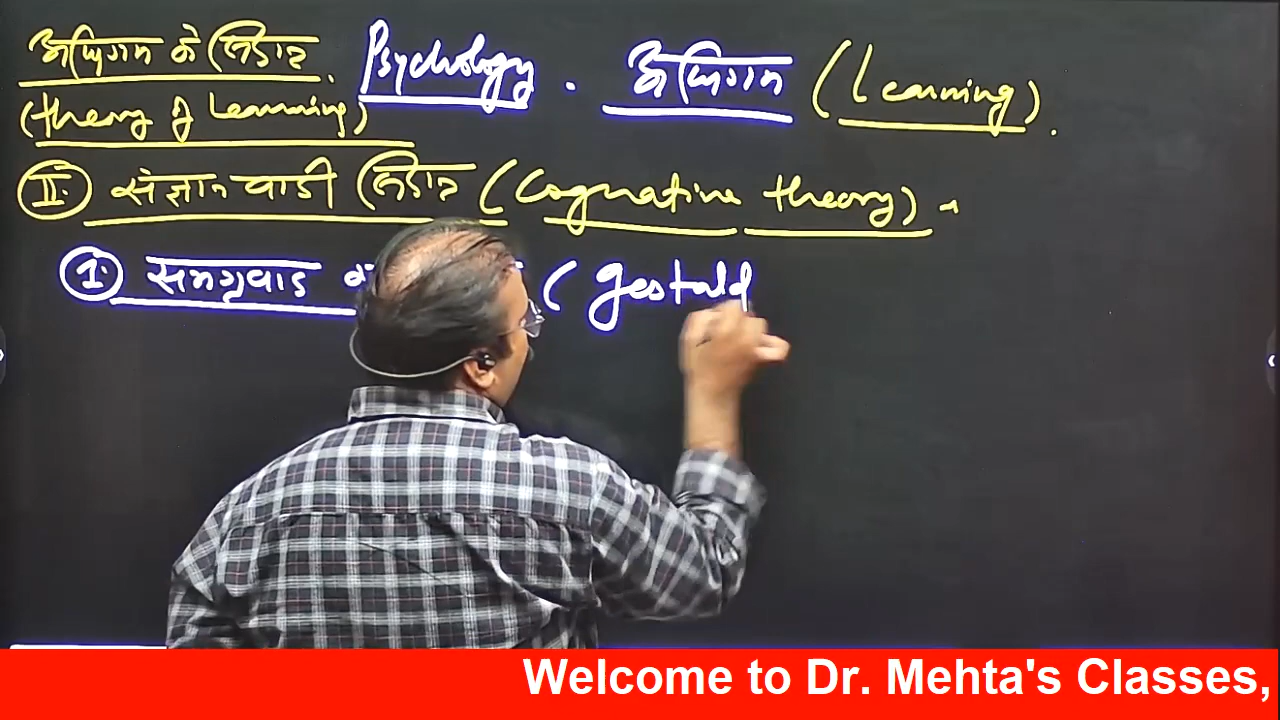 अधिगम के सिद्धान्त. Psychology. अधिगम (Learning).
(theory of Learning)
II. संज्ञानवादी सिद्धान्त (Cognative theory).
1. समग्रवाद (gestald
Welcome to Dr. Mehta's Classes,